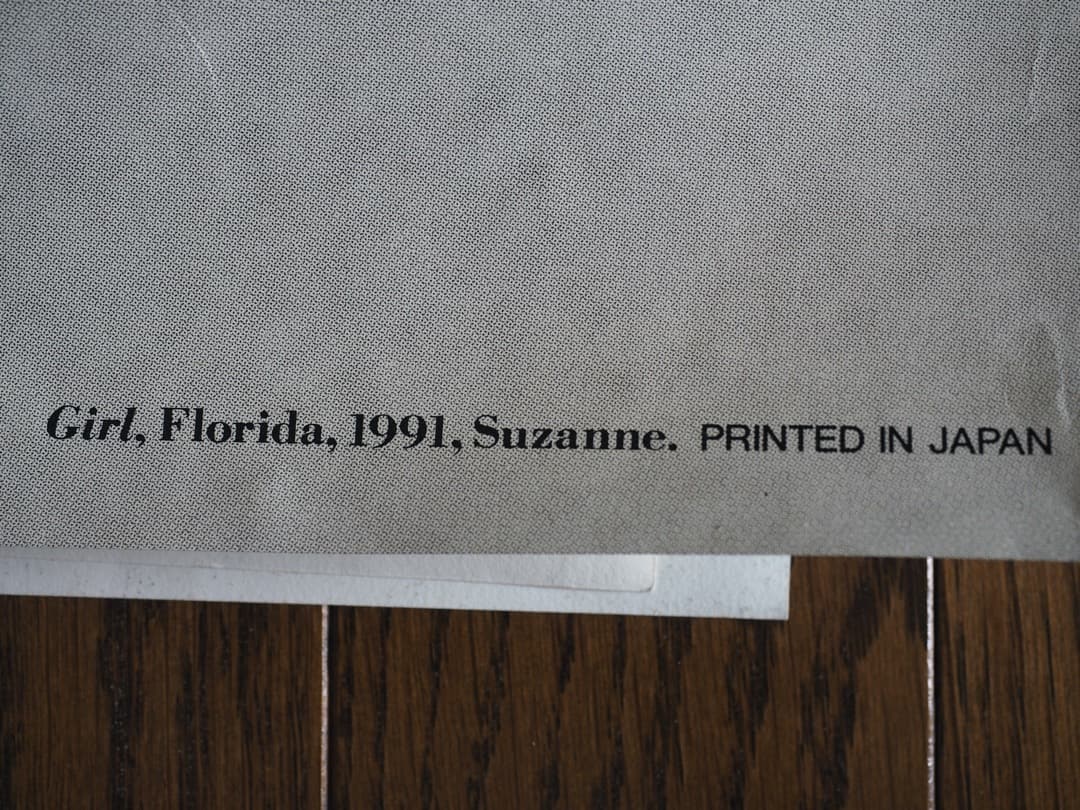 Girl, Florida, 1991, Suzanne. PRINTED IN JAPAN